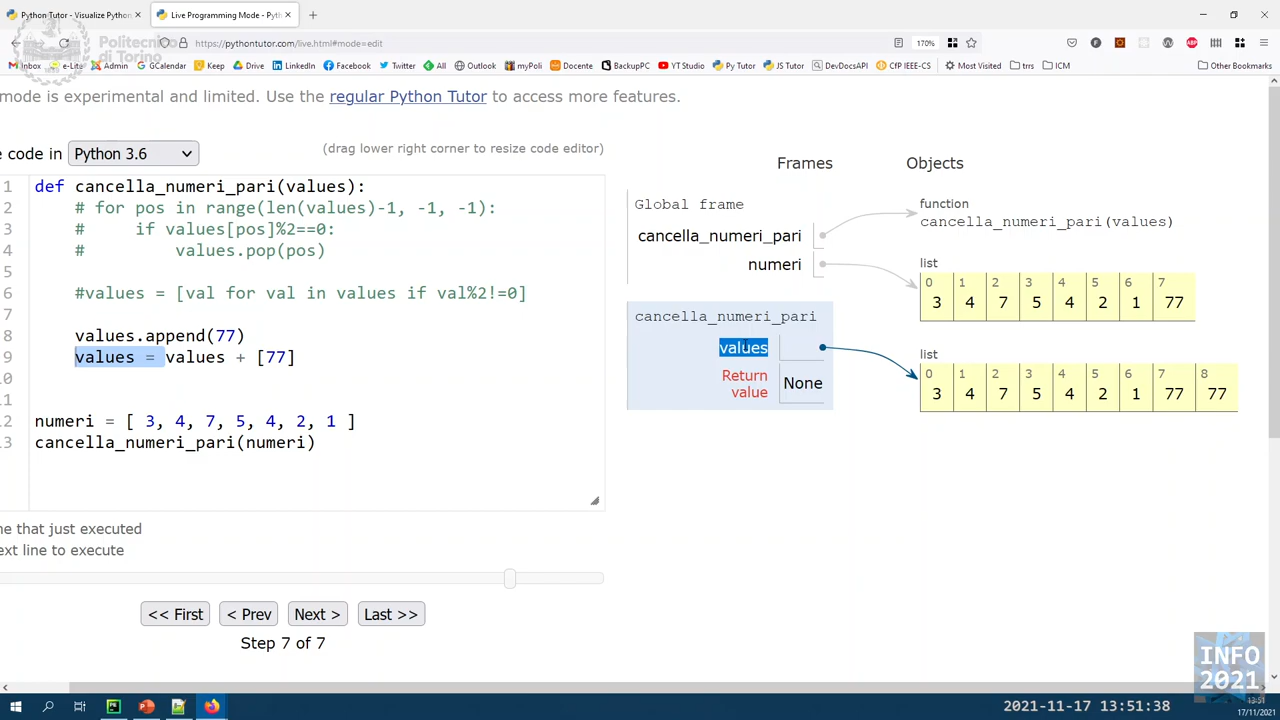 Python Tutor - Visualize Python
Live Programming Mode - Pyth
Politecnico
di Torino
https://pythontutor.com/live.html#mode=edit
170%
Inbox
e-Lite
Admin
GCalendar
Keep
Drive
LinkedIn
Facebook
Twitter
All
Outlook
myPoli
Docente
BackupPC
YT Studio
Py Tutor
JS Tutor
DevDocsAPI
CfP IEEE-CS
Most Visited
trrs
ICM
Other Bookmarks
mode is experimental and limited. Use the regular Python Tutor to access more features.
e code in Python 3.6
(drag lower right corner to resize code editor)
1 def cancella_numeri_pari(values):
2 # for pos in range(len(values)-1, -1, -1):
3 # if values[pos]%2==0:
4 # values.pop(pos)
5
6 #values = [val for val in values if val%2!=0]
7
8 values.append(77)
9 values = values + [77]
0
1
2 numeri = [ 3, 4, 7, 5, 4, 2, 1 ]
3 cancella_numeri_pari(numeri)
ne that just executed
ext line to execute
<< First
< Prev
Next >
Last >>
Step 7 of 7
Frames
Objects
Global frame
cancella_numeri_pari
numeri
cancella_numeri_pari
values
Return
value
None
function
cancella_numeri_pari(values)
list
0 1 2 3 4 5 6 7
3 4 7 5 4 2 1 77
list
0 1 2 3 4 5 6 7 8
3 4 7 5 4 2 1 77 77
INFO
2021
2021-11-17 13:51:38
13:51
17/11/2021